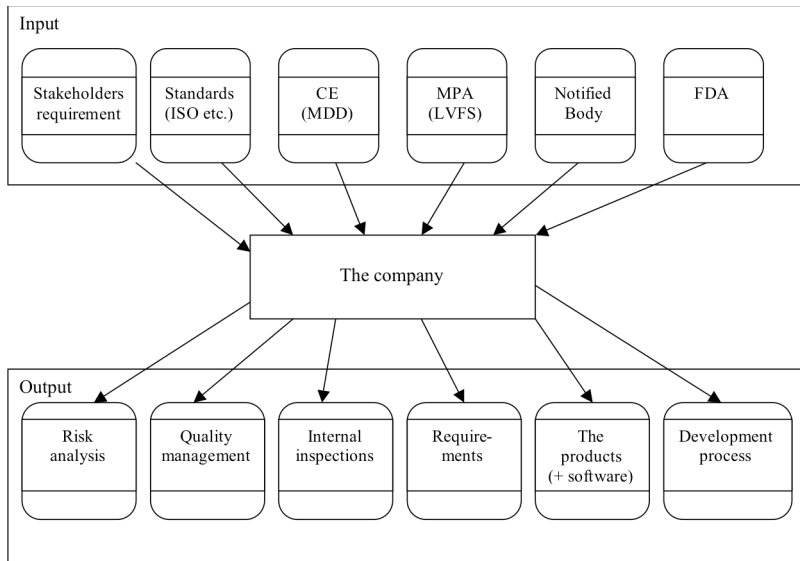 Input
Stakeholders
requirement
Standards
(ISO etc.)
CE
(MDD)
MPA
(LVFS)
Notified
Body
FDA
The company
Output
Risk
analysis
Quality
management
Internal
inspections
Require-
ments
The
products
(+ software)
Development
process